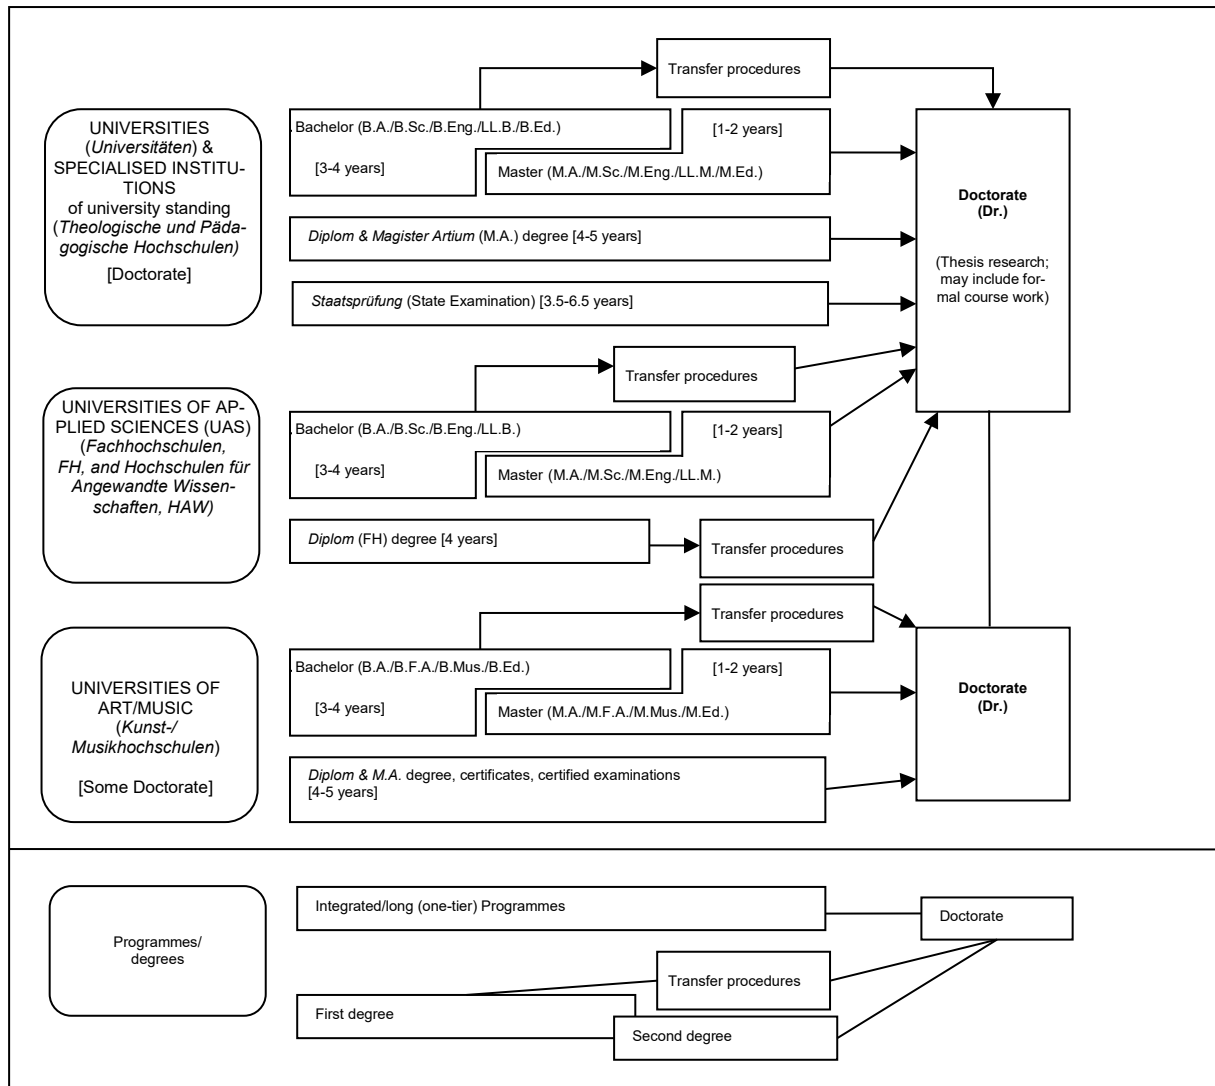 Transfer procedures
UNIVERSITIES
(Universitäten) &
SPECIALISED INSTITU-
TIONS
of university standing
(Theologische und Päda-
gogische Hochschulen)
[Doctorate]
. Bachelor (B.A./B.Sc./B.Eng./LL.B./B.Ed.)
[1-2 years]
[3-4 years]
Master (M.A./M.Sc./M.Eng./LL.M./M.Ed.)
Diplom & Magister Artium (M.A.) degree [4-5 years]
Staatsprüfung (State Examination) [3.5-6.5 years]
Doctorate
(Dr.)
(Thesis research;
may include for-
mal course work)
Transfer procedures
UNIVERSITIES OF AP-
PLIED SCIENCES (UAS)
(Fachhochschulen,
FH, and Hochschulen für
Angewandte Wissen-
schaften, HAW)
. Bachelor (B.A./B.Sc./B.Eng./LL.B.)
[1-2 years]
[3-4 years]
Master (M.A./M.Sc./M.Eng./LL.M.)
Diplom (FH) degree [4 years]
Transfer procedures
Transfer procedures
UNIVERSITIES OF
ART/MUSIC
(Kunst-/
Musikhochschulen)
[Some Doctorate]
. Bachelor (B.A./B.F.A./B.Mus./B.Ed.)
[1-2 years]
[3-4 years]
Master (M.A./M.F.A./M.Mus./M.Ed.)
Diplom & M.A. degree, certificates, certified examinations
[4-5 years]
Doctorate
(Dr.)
Programmes/
degrees
Integrated/long (one-tier) Programmes
Doctorate
Transfer procedures
First degree
Second degree